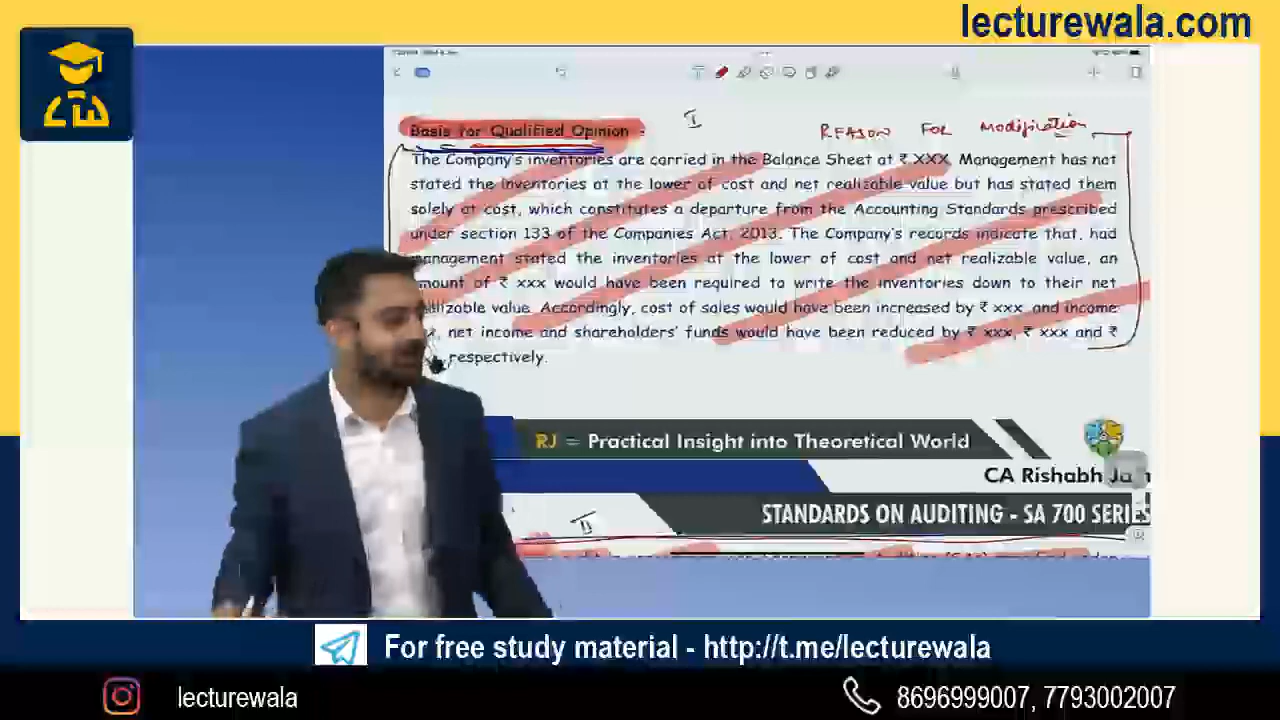 lecturewala.com
I
REASON FOR Modification
Basis for Qualified Opinion :
The Company's inventories are carried in the Balance Sheet at ₹ XXX. Management has not
stated the inventories at the lower of cost and net realizable value but has stated them
solely at cost, which constitutes a departure from the Accounting Standards prescribed
under section 133 of the Companies Act, 2013. The Company's records indicate that, had
management stated the inventories at the lower of cost and net realizable value, an
mount of ₹ xxx would have been required to write the inventories down to their net
alizable value. Accordingly, cost of sales would have been increased by ₹ xxx and income
net income and shareholders' funds would have been reduced by ₹ xxx, ₹ xxx and ₹
respectively.
RJ = Practical Insight into Theoretical World
CA Rishabh Jain
STANDARDS ON AUDITING - SA 700 SERIES
II
For free study material - http://t.me/lecturewala
lecturewala
8696999007, 7793002007